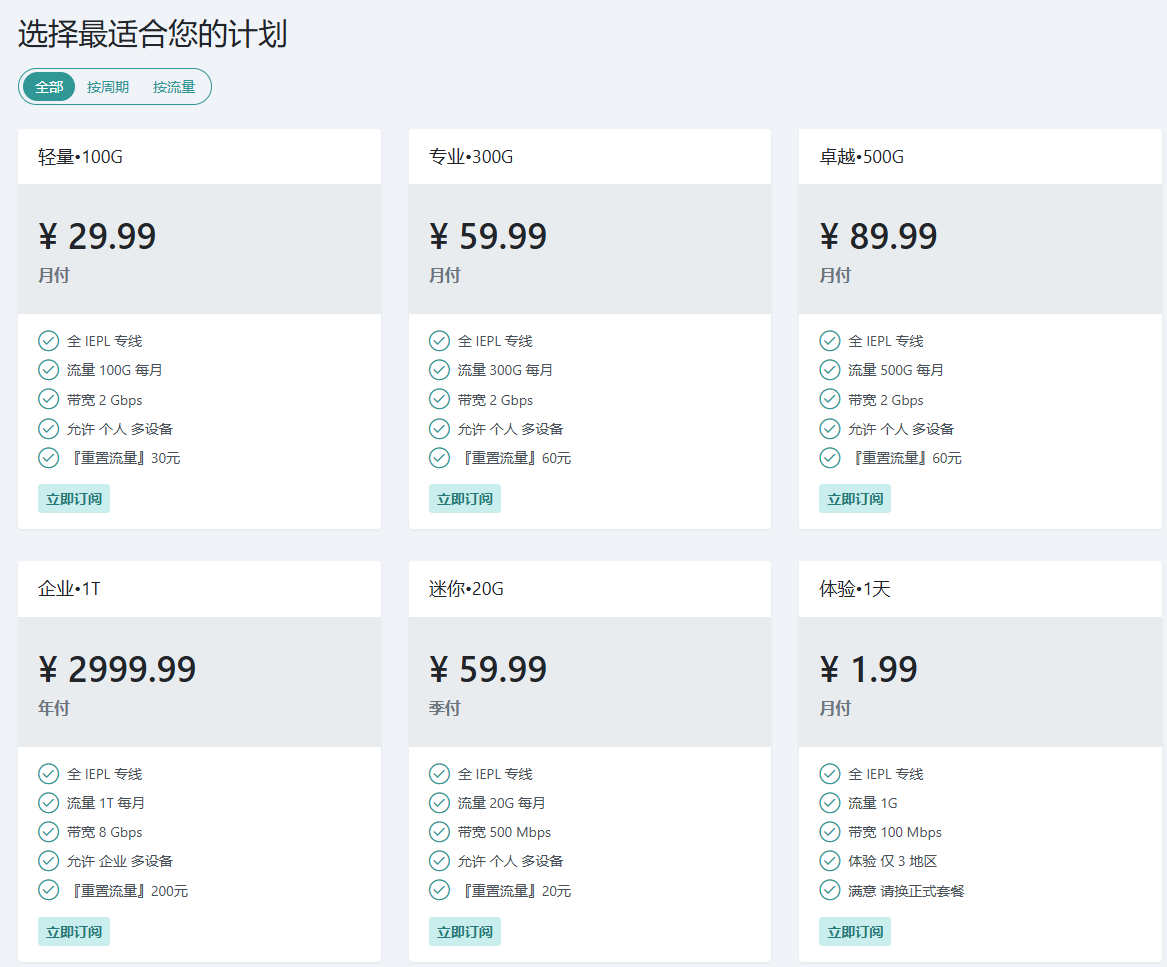 选择最适合您的计划
全部 按周期 按流量
轻量•100G
¥ 29.99
月付
全 IEPL 专线
流量 100G 每月
带宽 2 Gbps
允许 个人 多设备
『重置流量』30元
立即订阅
专业•300G
¥ 59.99
月付
全 IEPL 专线
流量 300G 每月
带宽 2 Gbps
允许 个人 多设备
『重置流量』60元
立即订阅
卓越•500G
¥ 89.99
月付
全 IEPL 专线
流量 500G 每月
带宽 2 Gbps
允许 个人 多设备
『重置流量』60元
立即订阅
企业•1T
¥ 2999.99
年付
全 IEPL 专线
流量 1T 每月
带宽 8 Gbps
允许 企业 多设备
『重置流量』200元
立即订阅
迷你•20G
¥ 59.99
季付
全 IEPL 专线
流量 20G 每月
带宽 500 Mbps
允许 个人 多设备
『重置流量』20元
立即订阅
体验•1天
¥ 1.99
月付
全 IEPL 专线
流量 1G
带宽 100 Mbps
体验 仅 3 地区
满意 请换正式套餐
立即订阅